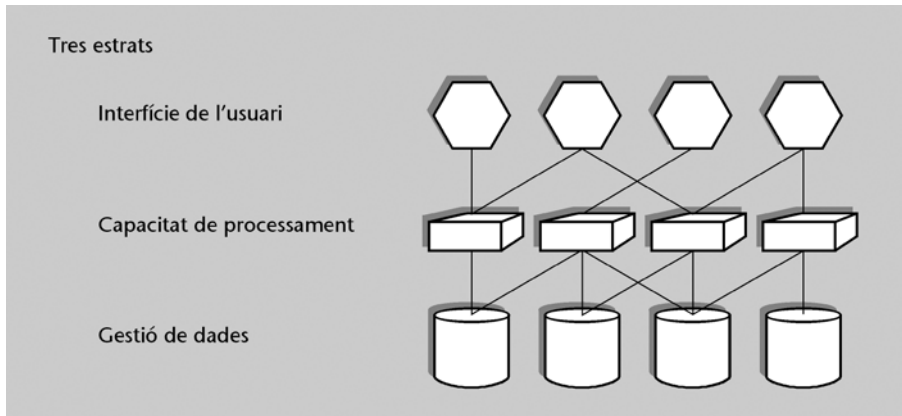 Tres estrats
Interfície de l'usuari
Capacitat de processament
Gestió de dades